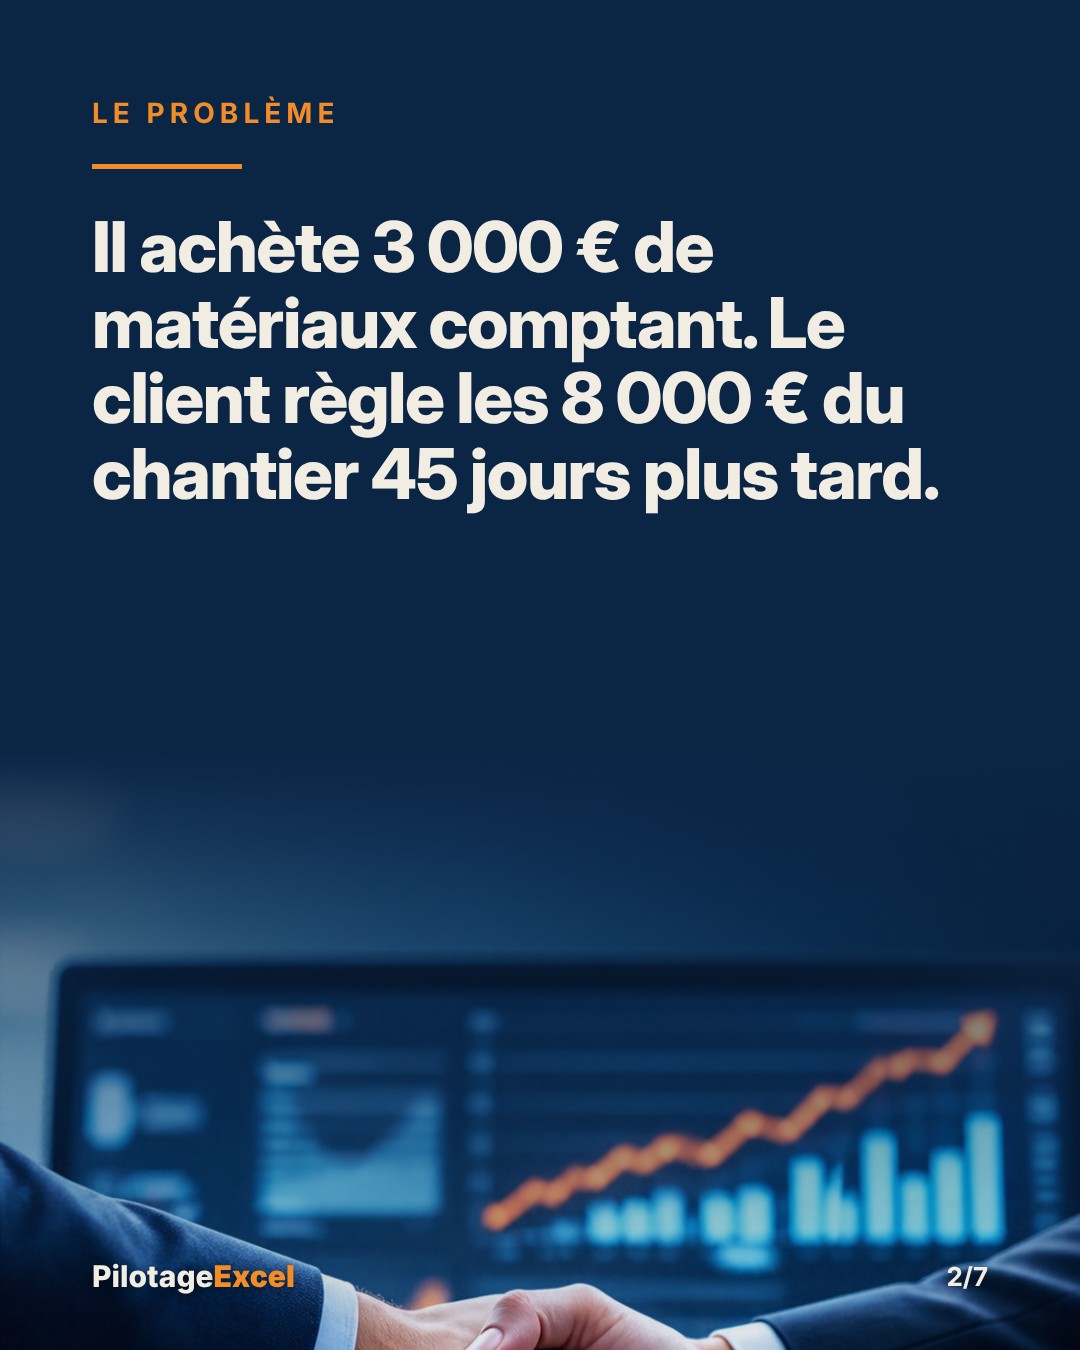 LE PROBLÈME
Il achète 3 000 € de
matériaux comptant. Le
client règle les 8 000 € du
chantier 45 jours plus tard.
PilotageExcel
2/7